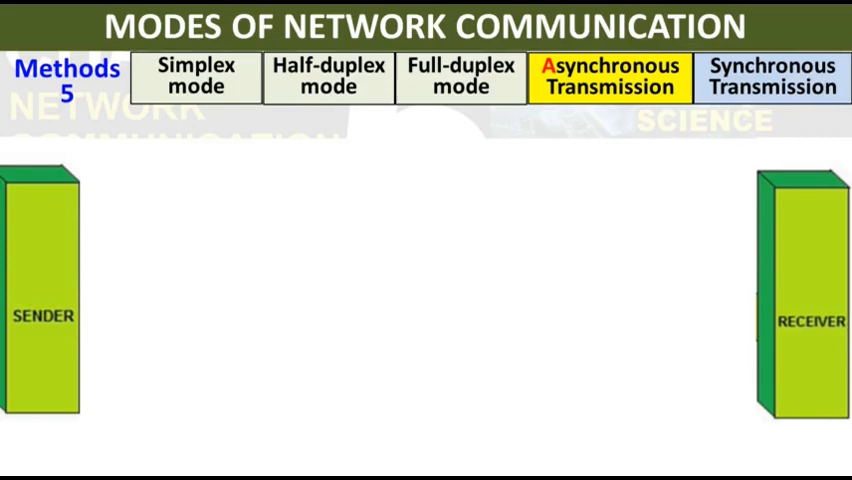 MODES OF NETWORK COMMUNICATION
Methods
5
Simplex
mode
Half-duplex
mode
Full-duplex
mode
Asynchronous
Transmission
Synchronous
Transmission
NETWORK
COMMUNICATION
SCIENCE
SENDER
RECEIVER